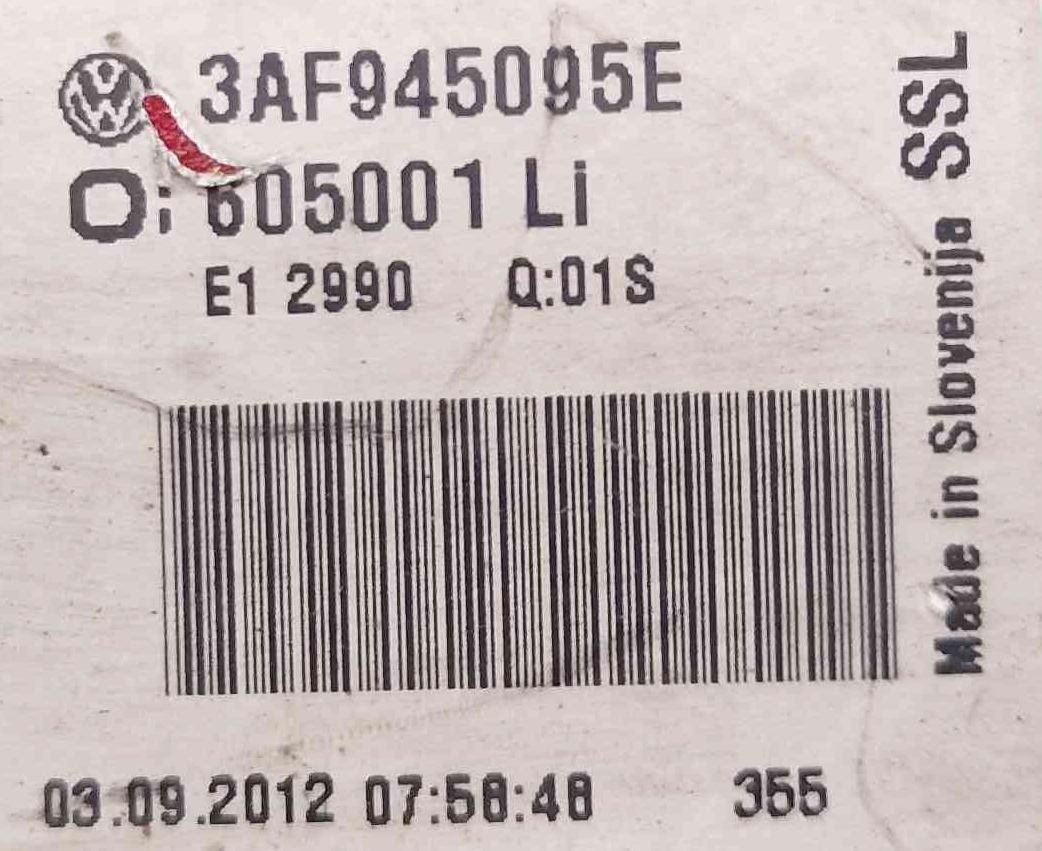 3AF945095E
605001 Li
E1 2990 Q:01S
03.09.2012 07:58:48 355
Made in Slovenija SSL